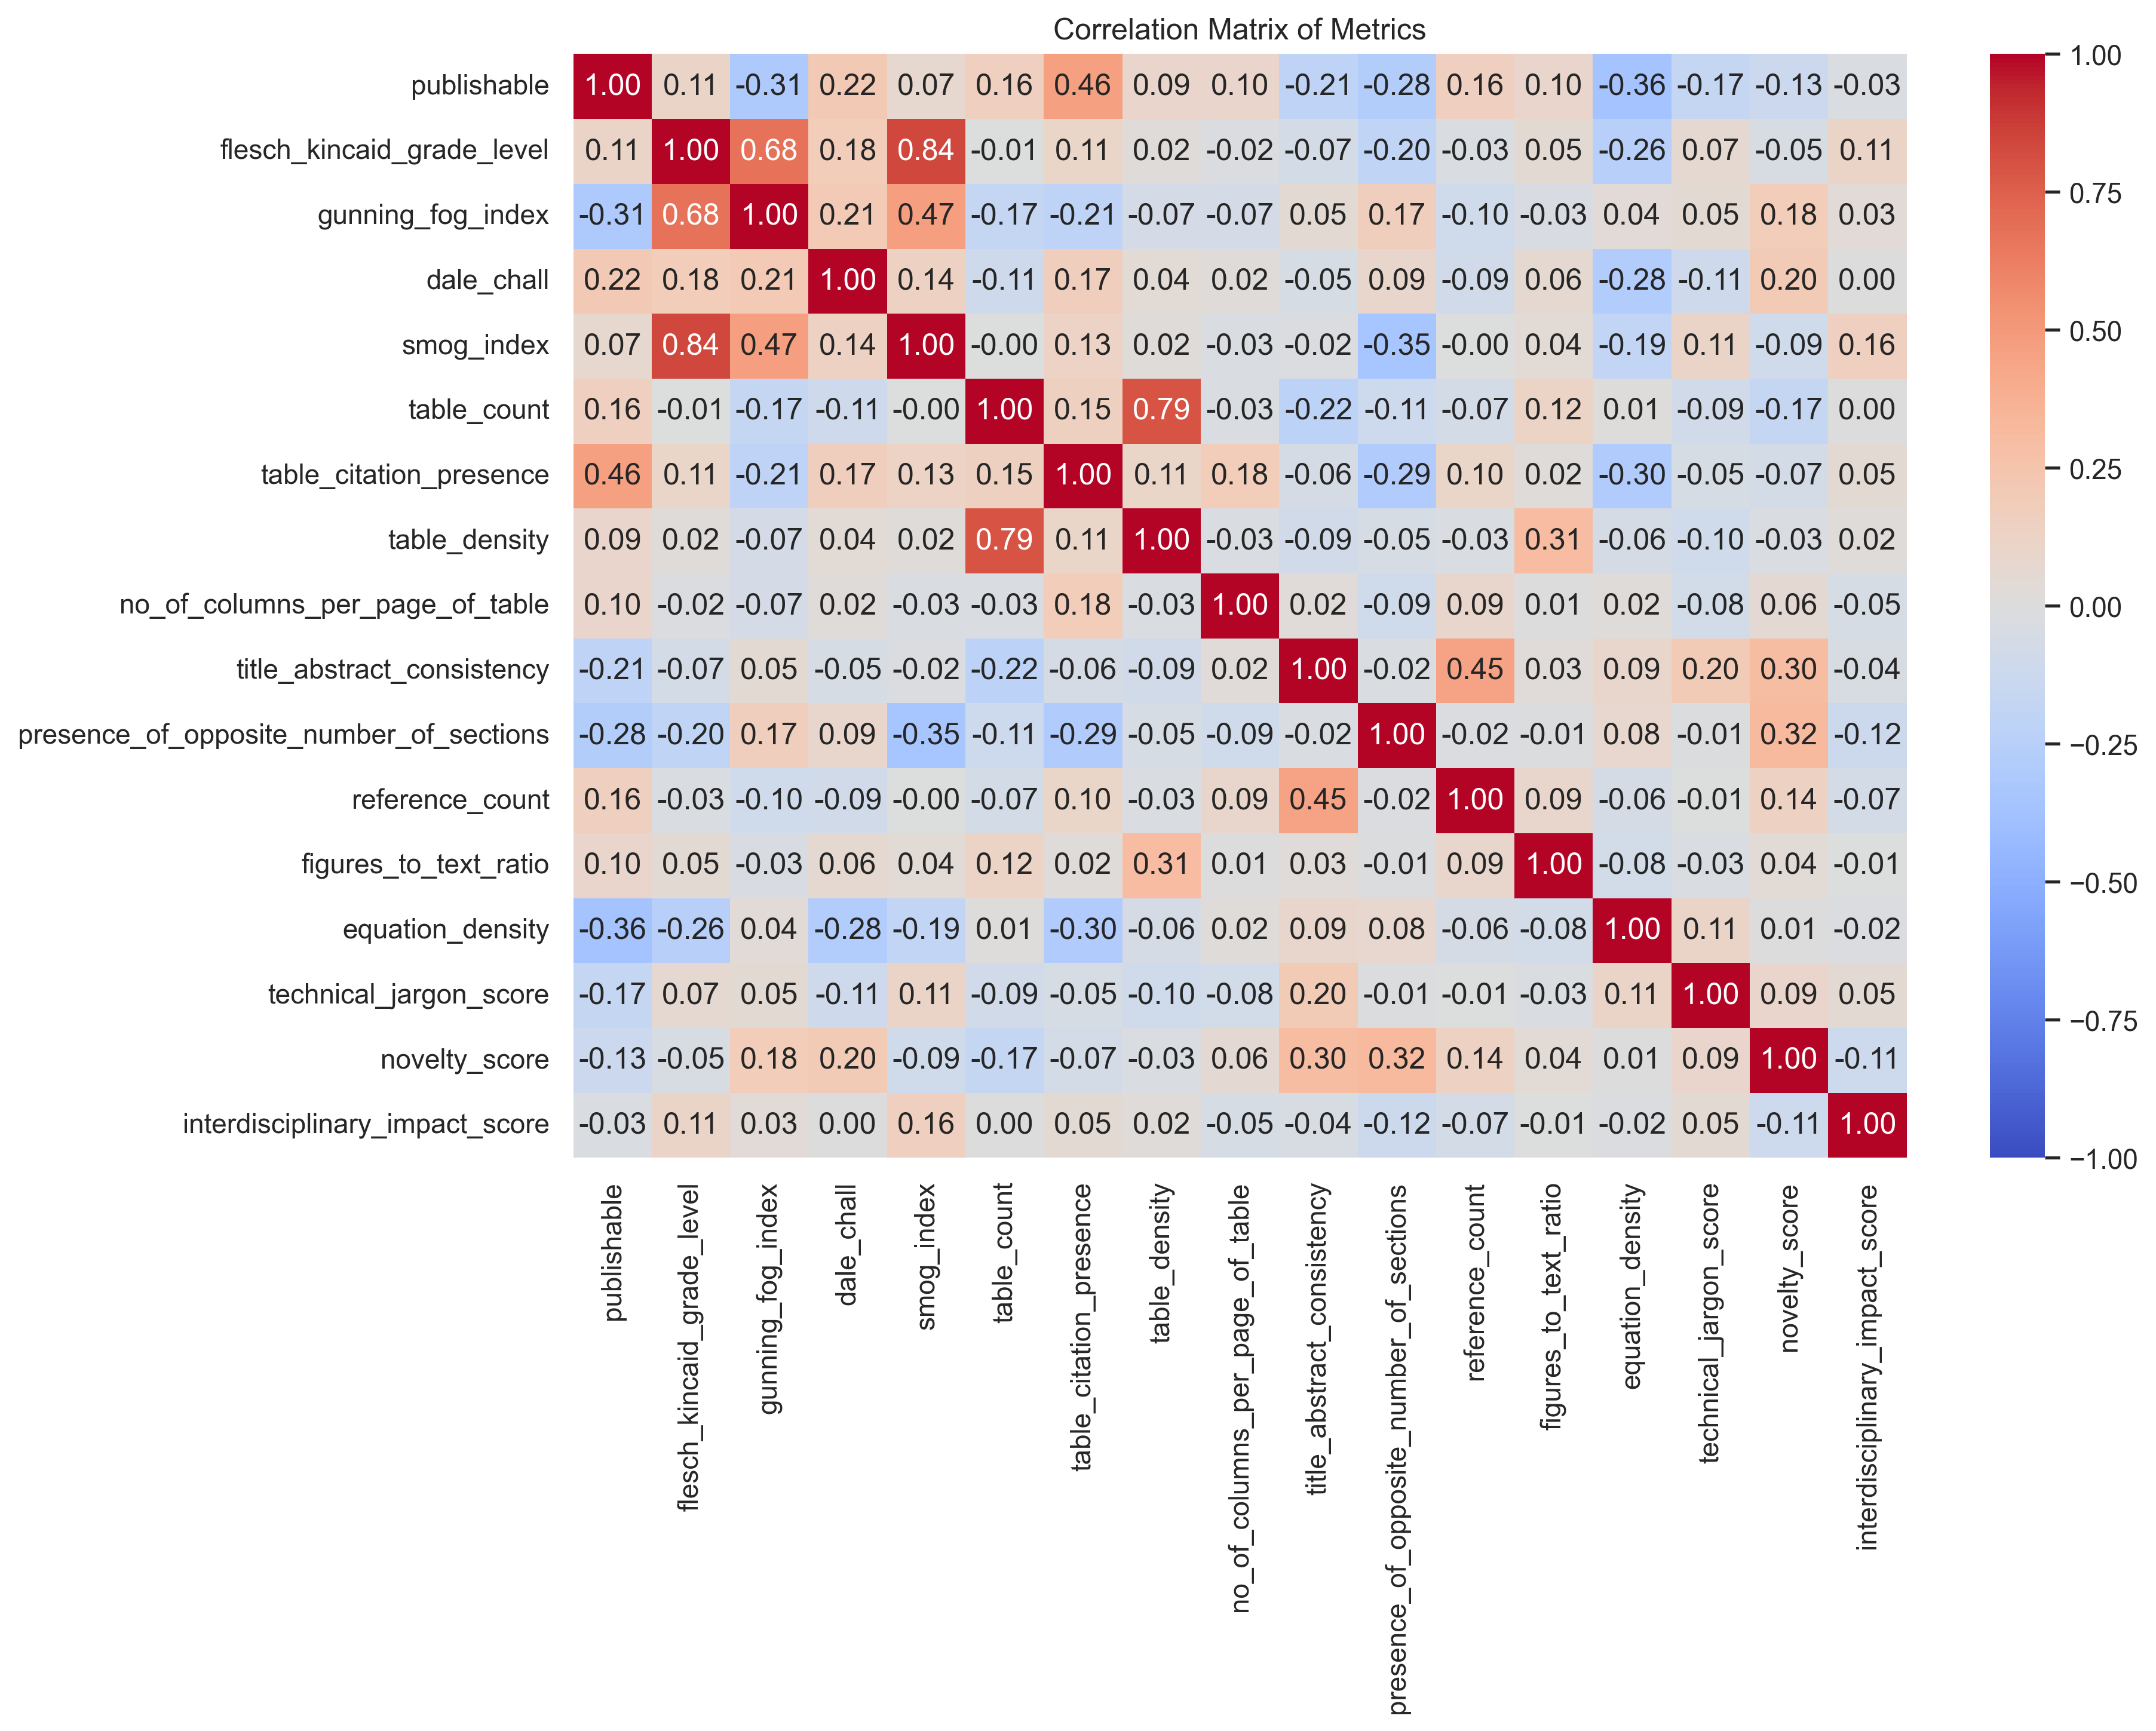 Correlation Matrix of Metrics
publishable 1.00 0.11 -0.31 0.22 0.07 0.16 0.46 0.09 0.10 -0.21 -0.28 0.16 0.10 -0.36 -0.17 -0.13 -0.03
flesch_kincaid_grade_level 0.11 1.00 0.68 0.18 0.84 -0.01 0.11 0.02 -0.02 -0.07 -0.20 -0.03 0.05 -0.26 0.07 -0.05 0.11
gunning_fog_index -0.31 0.68 1.00 0.21 0.47 -0.17 -0.21 -0.07 -0.07 0.05 0.17 -0.10 -0.03 0.04 0.05 0.18 0.03
dale_chall 0.22 0.18 0.21 1.00 0.14 -0.11 0.17 0.04 0.02 -0.05 0.09 -0.09 0.06 -0.28 -0.11 0.20 0.00
smog_index 0.07 0.84 0.47 0.14 1.00 -0.00 0.13 0.02 -0.03 -0.02 -0.35 -0.00 0.04 -0.19 0.11 -0.09 0.16
table_count 0.16 -0.01 -0.17 -0.11 -0.00 1.00 0.15 0.79 -0.03 -0.22 -0.11 -0.07 0.12 0.01 -0.09 -0.17 0.00
table_citation_presence 0.46 0.11 -0.21 0.17 0.13 0.15 1.00 0.11 0.18 -0.06 -0.29 0.10 0.02 -0.30 -0.05 -0.07 0.05
table_density 0.09 0.02 -0.07 0.04 0.02 0.79 0.11 1.00 -0.03 -0.09 -0.05 -0.03 0.31 -0.06 -0.10 -0.03 0.02
no_of_columns_per_page_of_table 0.10 -0.02 -0.07 0.02 -0.03 -0.03 0.18 -0.03 1.00 0.02 -0.09 0.09 0.01 0.02 -0.08 0.06 -0.05
title_abstract_consistency -0.21 -0.07 0.05 -0.05 -0.02 -0.22 -0.06 -0.09 0.02 1.00 -0.02 0.45 0.03 0.09 0.20 0.30 -0.04
presence_of_opposite_number_of_sections -0.28 -0.20 0.17 0.09 -0.35 -0.11 -0.29 -0.05 -0.09 -0.02 1.00 -0.02 -0.01 0.08 -0.01 0.32 -0.12
reference_count 0.16 -0.03 -0.10 -0.09 -0.00 -0.07 0.10 -0.03 0.09 0.45 -0.02 1.00 0.09 -0.06 -0.01 0.14 -0.07
figures_to_text_ratio 0.10 0.05 -0.03 0.06 0.04 0.12 0.02 0.31 0.01 0.03 -0.01 0.09 1.00 -0.08 -0.03 0.04 -0.01
equation_density -0.36 -0.26 0.04 -0.28 -0.19 0.01 -0.30 -0.06 0.02 0.09 0.08 -0.06 -0.08 1.00 0.11 0.01 -0.02
technical_jargon_score -0.17 0.07 0.05 -0.11 0.11 -0.09 -0.05 -0.10 -0.08 0.20 -0.01 -0.01 -0.03 0.11 1.00 0.09 0.05
novelty_score -0.13 -0.05 0.18 0.20 -0.09 -0.17 -0.07 -0.03 0.06 0.30 0.32 0.14 0.04 0.01 0.09 1.00 -0.11
interdisciplinary_impact_score -0.03 0.11 0.03 0.00 0.16 0.00 0.05 0.02 -0.05 -0.04 -0.12 -0.07 -0.01 -0.02 0.05 -0.11 1.00
publishable
flesch_kincaid_grade_level
gunning_fog_index
dale_chall
smog_index
table_count
table_citation_presence
table_density
no_of_columns_per_page_of_table
title_abstract_consistency
presence_of_opposite_number_of_sections
reference_count
figures_to_text_ratio
equation_density
technical_jargon_score
novelty_score
interdisciplinary_impact_score
1.00
0.75
0.50
0.25
0.00
−0.25
−0.50
−0.75
−1.00